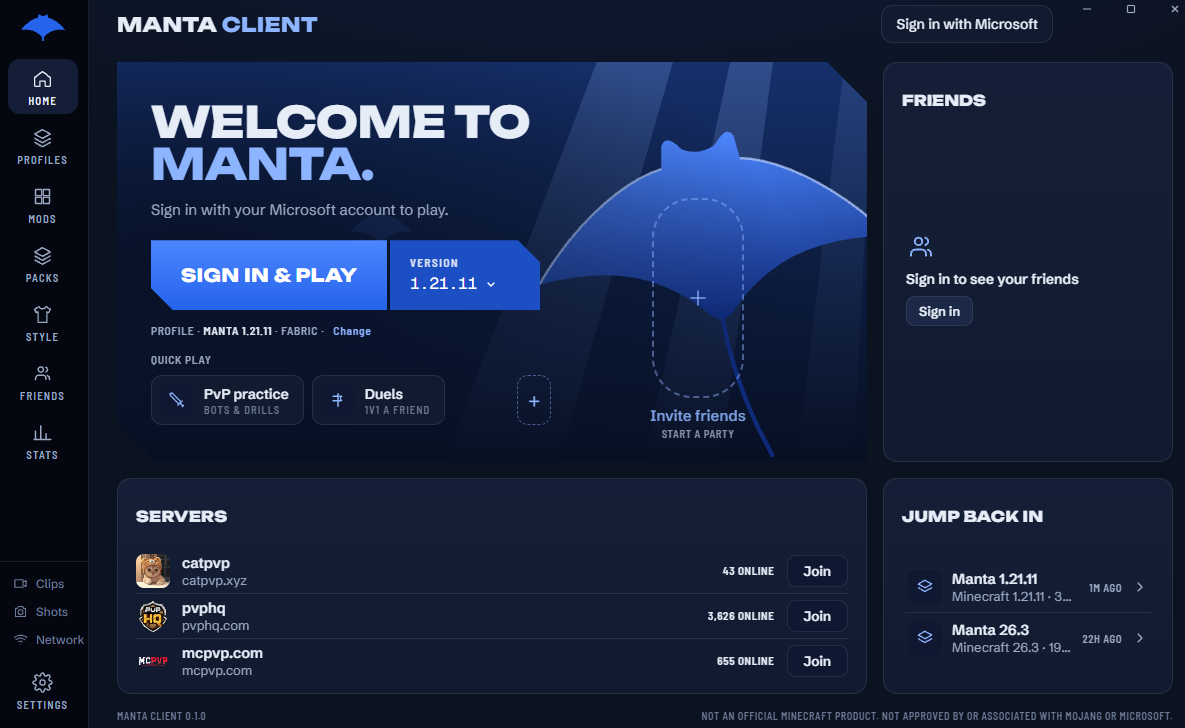 MANTA CLIENT
Sign in with Microsoft
HOME
PROFILES
MODS
PACKS
STYLE
FRIENDS
STATS
Clips
Shots
Network
SETTINGS
WELCOME TO
MANTA.
Sign in with your Microsoft account to play.
SIGN IN & PLAY
VERSION
1.21.11
PROFILE · MANTA 1.21.11 · FABRIC · Change
QUICK PLAY
PvP practice
BOTS & DRILLS
Duels
1V1 A FRIEND
+
+
Invite friends
START A PARTY
FRIENDS
Sign in to see your friends
Sign in
SERVERS
catpvp
catpvp.xyz
43 ONLINE
Join
PVP
HQ
pvphq
pvphq.com
3,626 ONLINE
Join
MCPVP
mcpvp.com
mcpvp.com
655 ONLINE
Join
JUMP BACK IN
Manta 1.21.11
Minecraft 1.21.11 · 3...
1M AGO
Manta 26.3
Minecraft 26.3 · 19...
22H AGO
MANTA CLIENT 0.1.0
NOT AN OFFICIAL MINECRAFT PRODUCT. NOT APPROVED BY OR ASSOCIATED WITH MOJANG OR MICROSOFT.